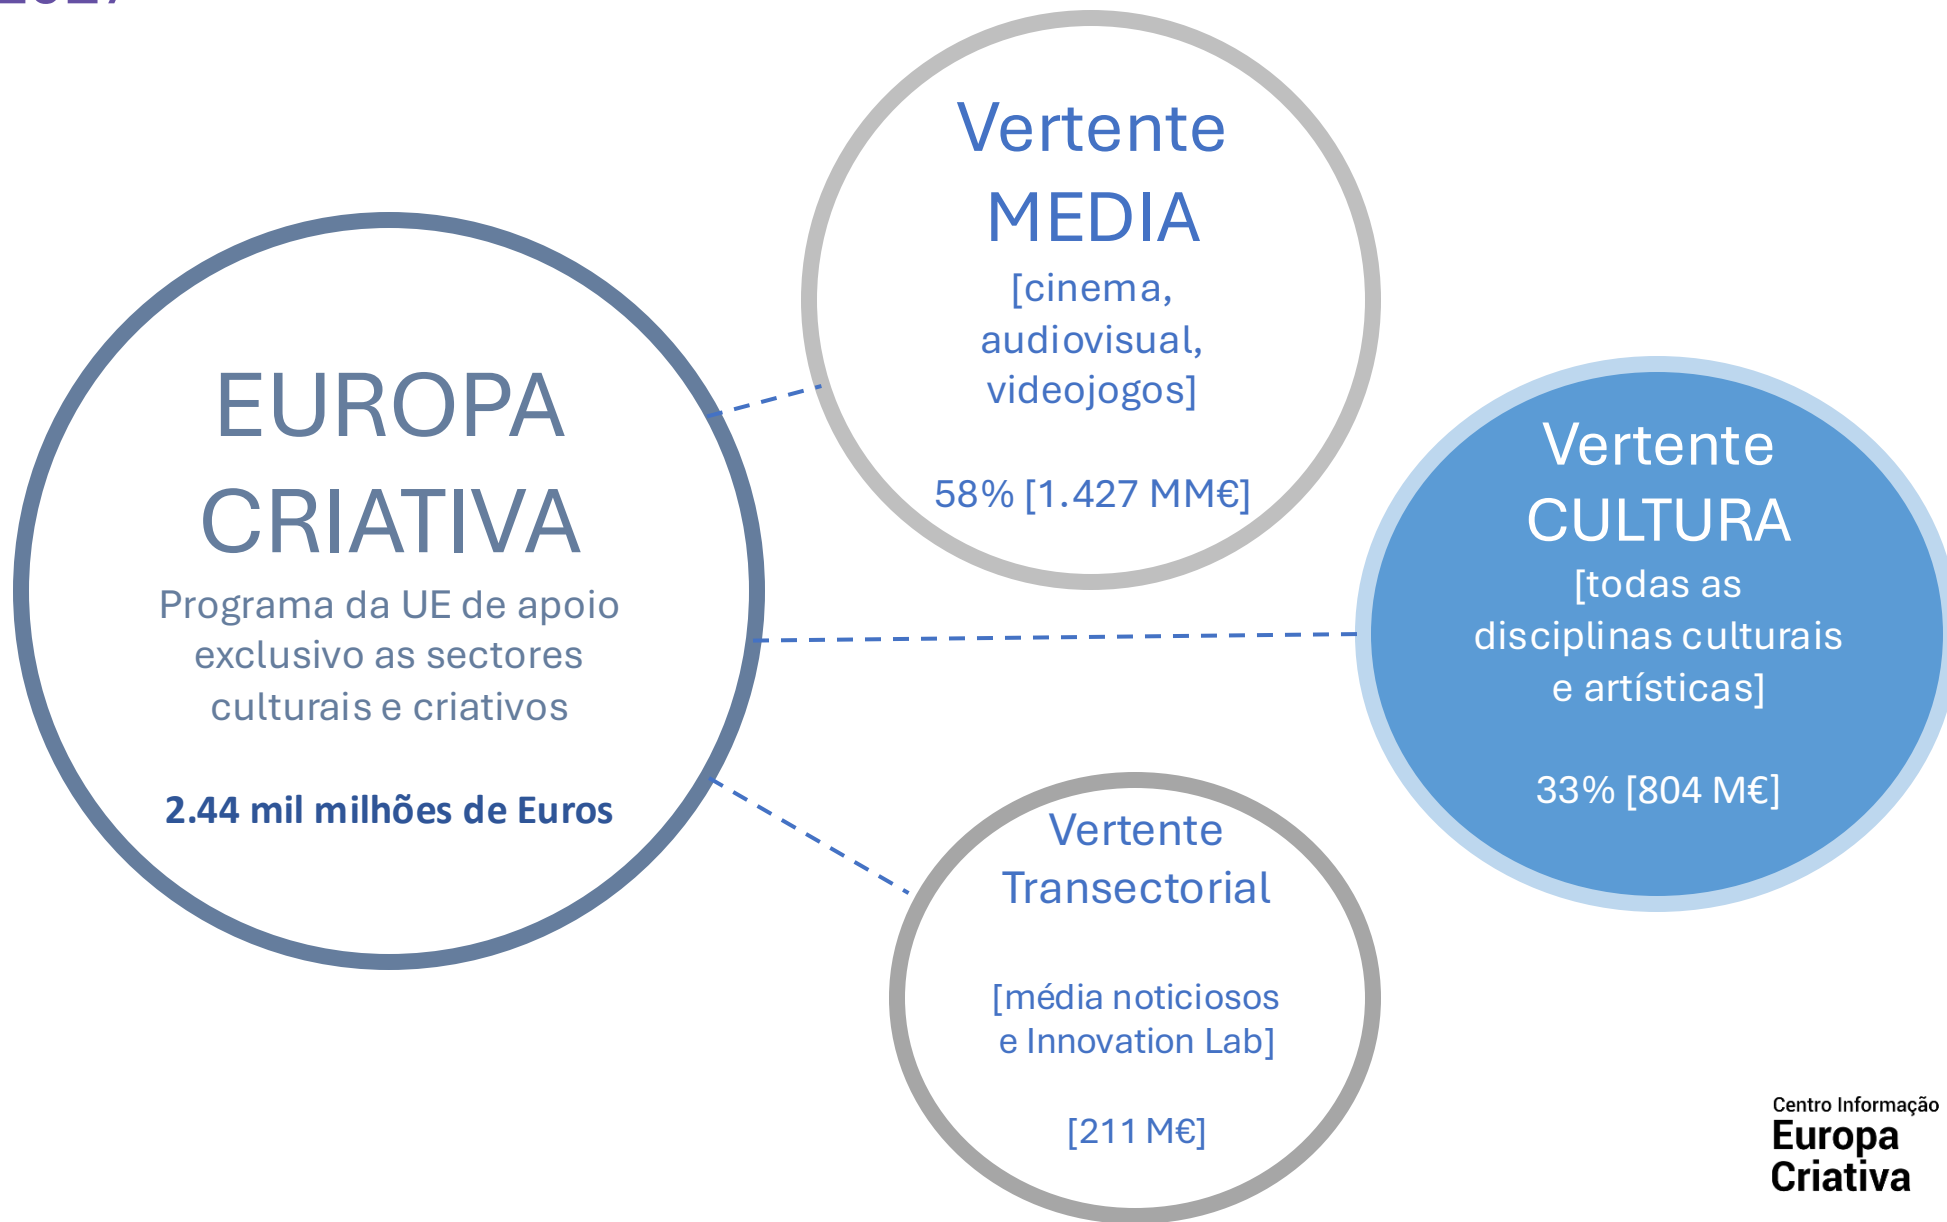 EUROPA
CRIATIVA
Programa da UE de apoio
exclusivo as sectores
culturais e criativos
2.44 mil milhões de Euros
Vertente
MEDIA
[cinema,
audiovisual,
videojogos]
58% [1.427 MM€]
Vertente
CULTURA
[todas as
disciplinas culturais
e artísticas]
33% [804 M€]
Vertente
Transectorial
[média noticiosos
e Innovation Lab]
[211 M€]
Centro Informação
Europa
Criativa